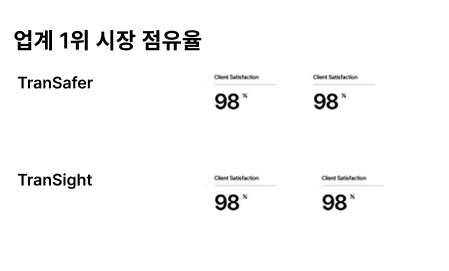 업계 1위 시장 점유율
TranSafer
Client Satisfaction Client Satisfaction
98 % 98 %
TranSight
Client Satisfaction Client Satisfaction
98 % 98 %